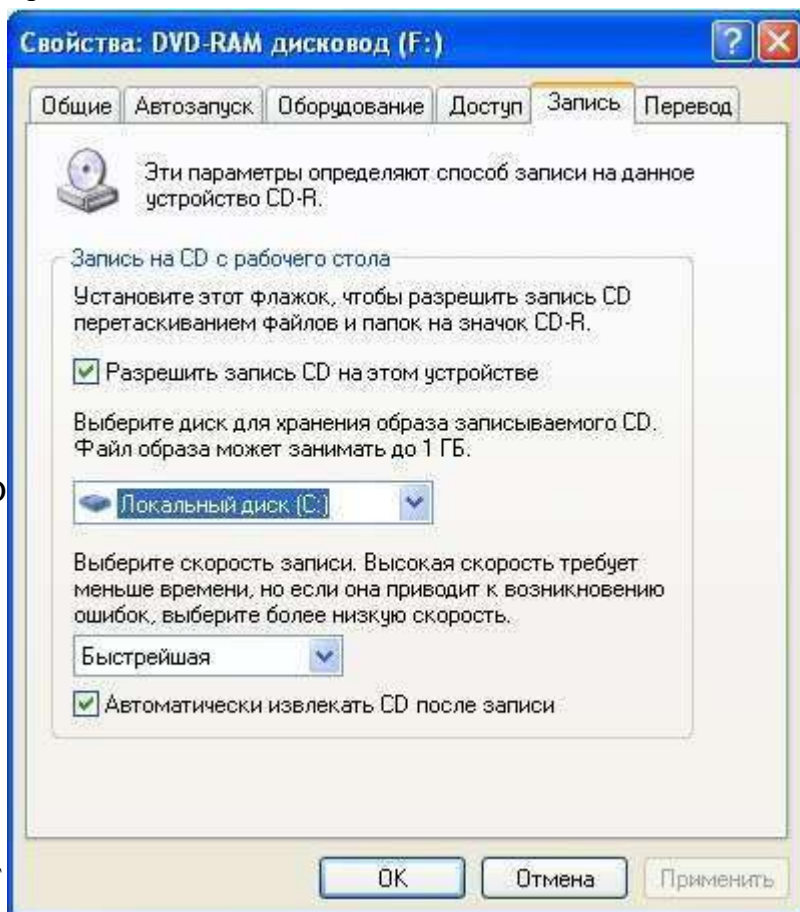 Свойства: DVD-RAM дисковод (F:)
Общие Автозапуск Оборудование Доступ Запись Перевод
Эти параметры определяют способ записи на данное
устройство CD-R.
Запись на CD с рабочего стола
Установите этот флажок, чтобы разрешить запись CD
перетаскиванием файлов и папок на значок CD-R.
Разрешить запись CD на этом устройстве
Выберите диск для хранения образа записываемого CD.
Файл образа может занимать до 1 ГБ.
Локальный диск (C:)
Выберите скорость записи. Высокая скорость требует
меньше времени, но если она приводит к возникновению
ошибок, выберите более низкую скорость.
Быстрейшая
Автоматически извлекать CD после записи
OK Отмена Применить